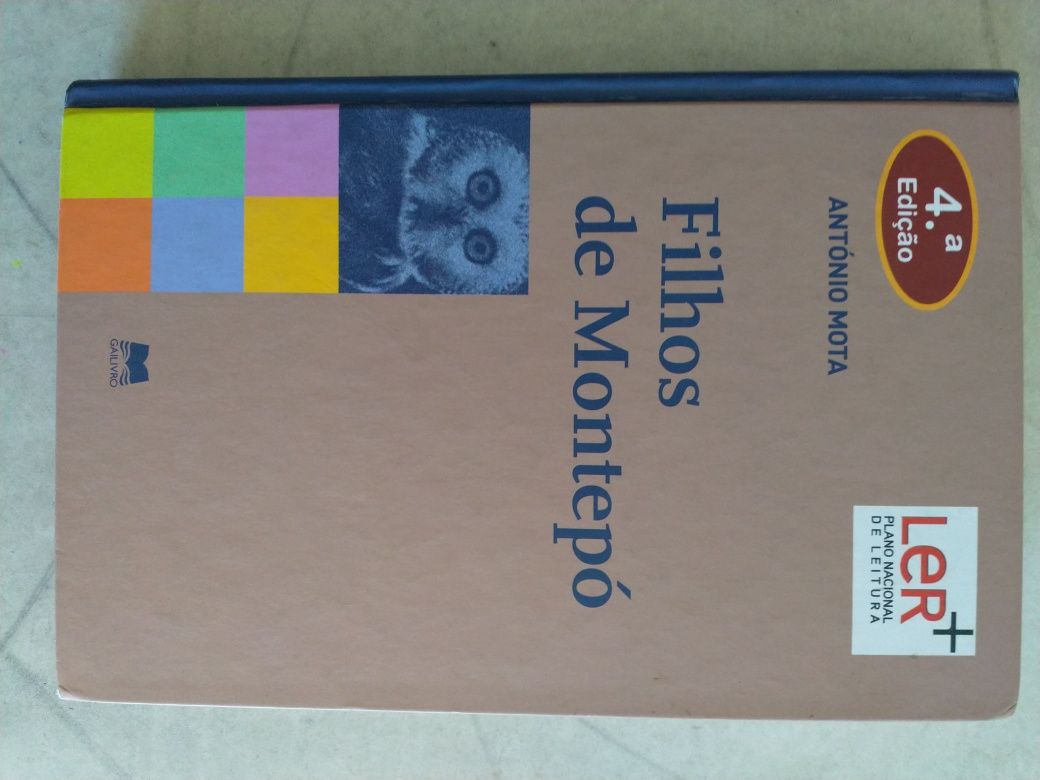 4.ª
Edição
ANTÓNIO MOTA
LeR+
PLANO NACIONAL
DE LEITURA
Filhos
de Montepó
GAILIVRO